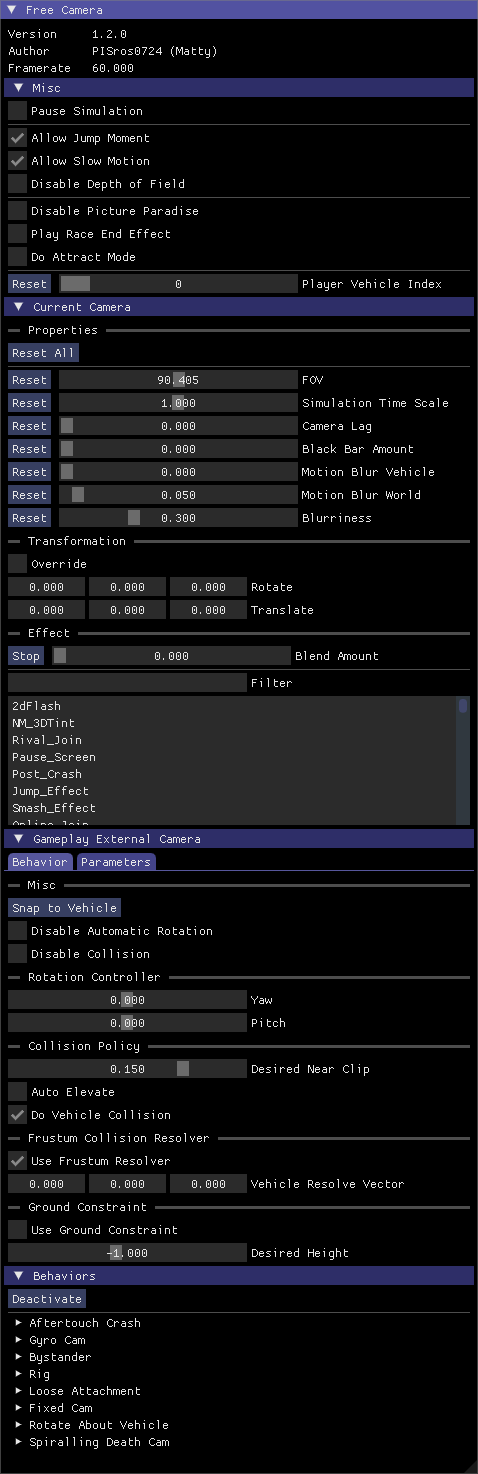 Free Camera
Version 1.2.0
Author PISros0724 (Matty)
Framerate 60.000
Misc
Pause Simulation
Allow Jump Moment
Allow Slow Motion
Disable Depth of Field
Disable Picture Paradise
Play Race End Effect
Do Attract Mode
Reset 0 Player Vehicle Index
Current Camera
Properties
Reset All
Reset 90.405 FOV
Reset 1.000 Simulation Time Scale
Reset 0.000 Camera Lag
Reset 0.000 Black Bar Amount
Reset 0.000 Motion Blur Vehicle
Reset 0.050 Motion Blur World
Reset 0.300 Blurriness
Transformation
Override
0.000 0.000 0.000 Rotate
0.000 0.000 0.000 Translate
Effect
Stop 0.000 Blend Amount
Filter
2dFlash
NM_3DTint
Rival_Join
Pause_Screen
Post_Crash
Jump_Effect
Smash_Effect
Online_Join
Gameplay External Camera
Behavior Parameters
Misc
Snap to Vehicle
Disable Automatic Rotation
Disable Collision
Rotation Controller
0.000 Yaw
0.000 Pitch
Collision Policy
0.150 Desired Near Clip
Auto Elevate
Do Vehicle Collision
Frustum Collision Resolver
Use Frustum Resolver
0.000 0.000 0.000 Vehicle Resolve Vector
Ground Constraint
Use Ground Constraint
-1.000 Desired Height
Behaviors
Deactivate
Aftertouch Crash
Gyro Cam
Bystander
Rig
Loose Attachment
Fixed Cam
Rotate About Vehicle
Spiralling Death Cam